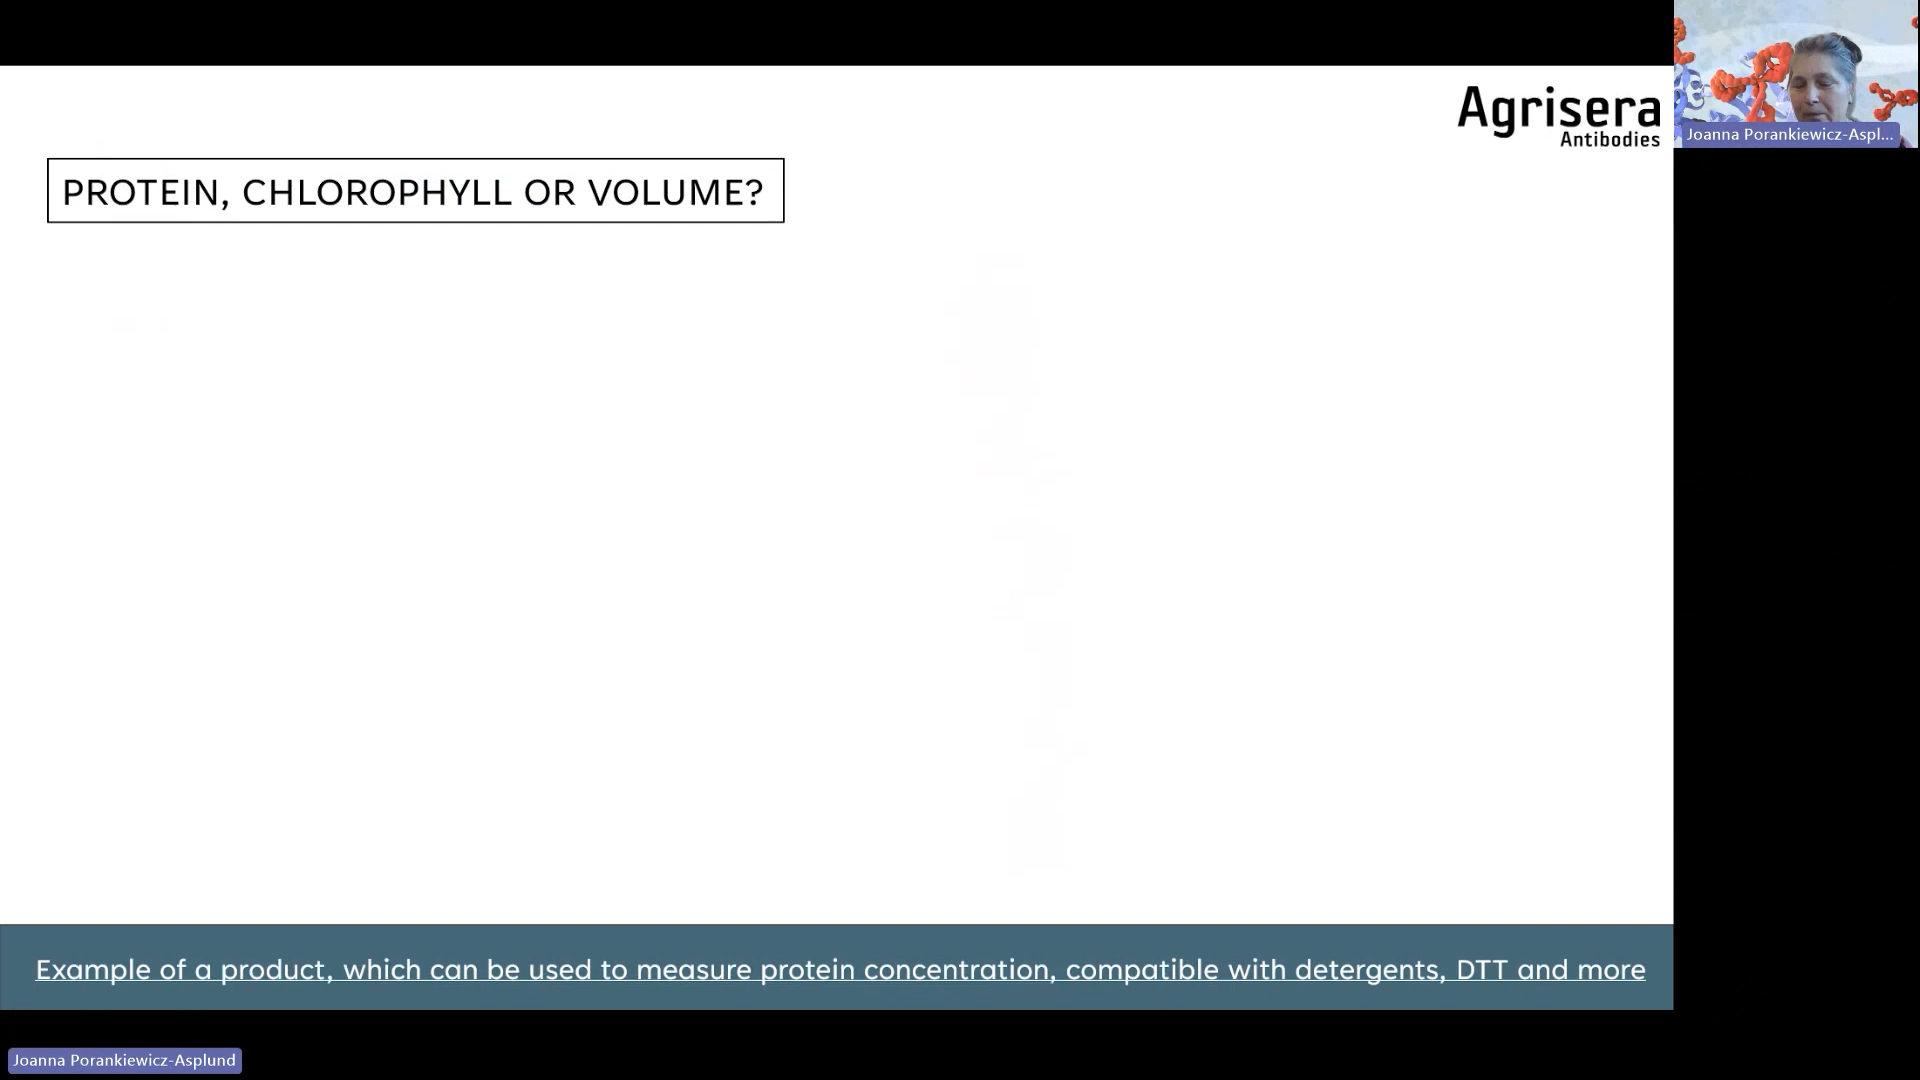 Agrisera
Antibodies
Joanna Porankiewicz-Aspl...
PROTEIN, CHLOROPHYLL OR VOLUME?
Example of a product, which can be used to measure protein concentration, compatible with detergents, DTT and more
Joanna Porankiewicz-Asplund